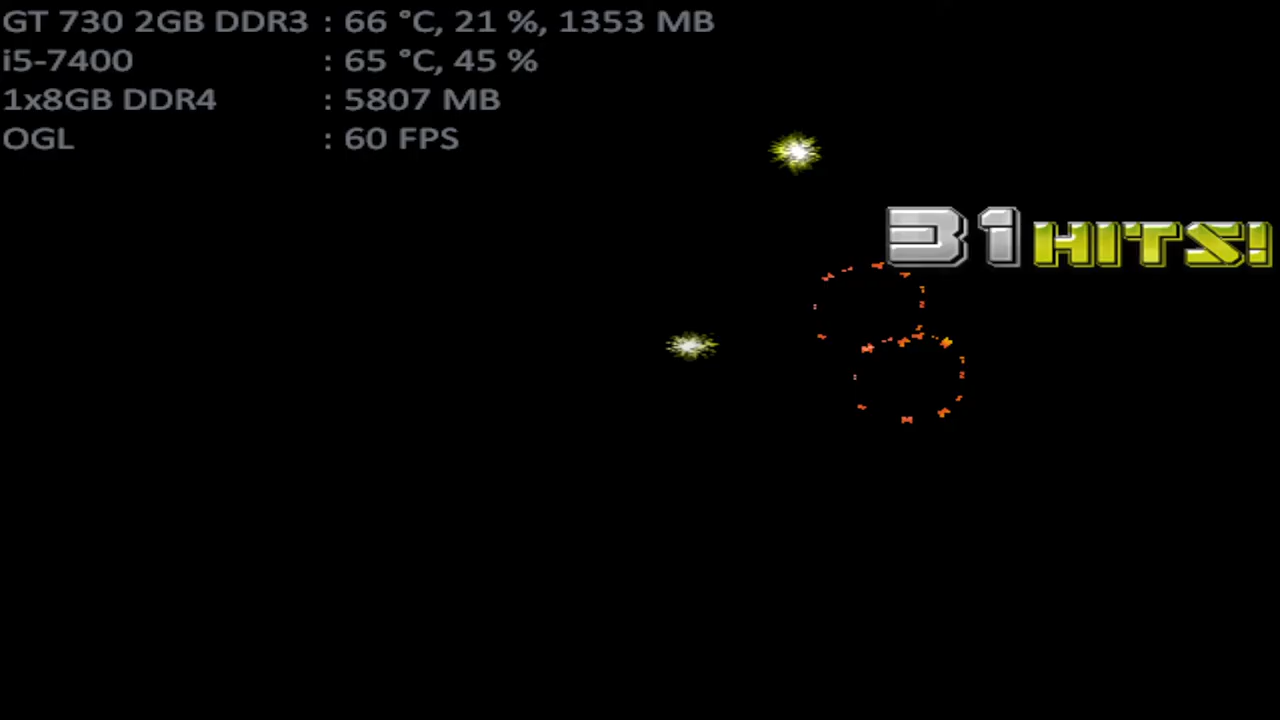 GT 730 2GB DDR3 : 66 °C, 21 %, 1353 MB
i5-7400 : 65 °C, 45 %
1x8GB DDR4 : 5807 MB
OGL : 60 FPS
31 HITS!